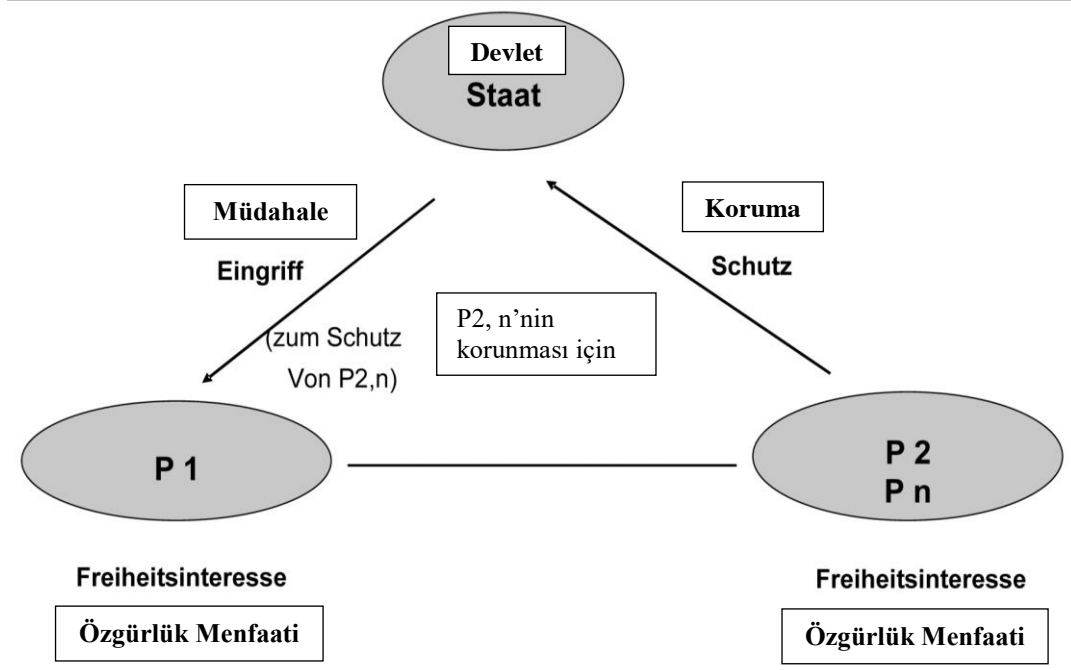 Devlet
Staat
Müdahale
Koruma
Eingriff
Schutz
P2, n’nin
korunması için
(zum Schutz
Von P2,n)
P 1
P 2
P n
Freiheitsinteresse
Freiheitsinteresse
Özgürlük Menfaati
Özgürlük Menfaati